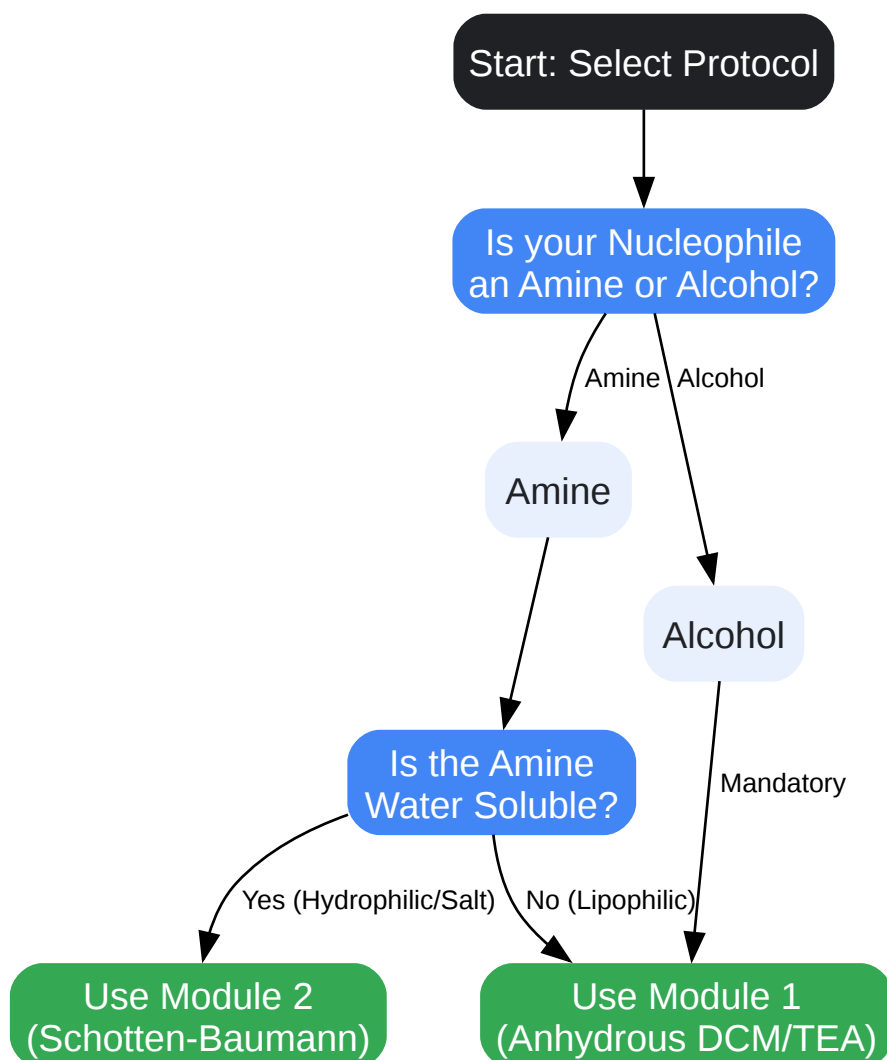 Start: Select Protocol
Is your Nucleophile
an Amine or Alcohol?
Amine
Alcohol
Amine
Alcohol
Is the Amine
Water Soluble?
Mandatory
Yes (Hydrophilic/Salt)
No (Lipophilic)
Use Module 2
(Schotten-Baumann)
Use Module 1
(Anhydrous DCM/TEA)